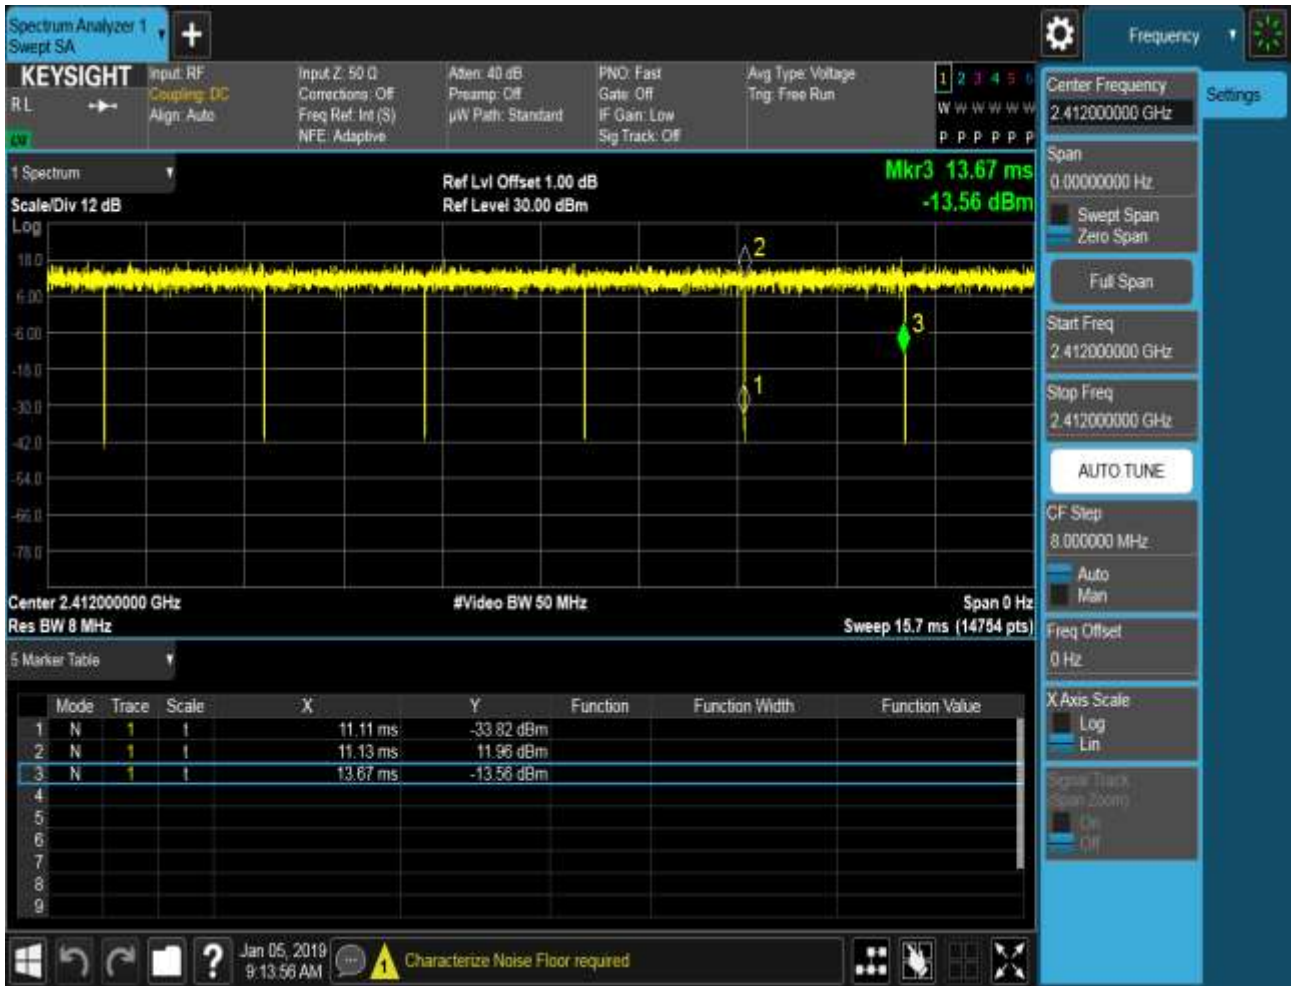 Spectrum Analyzer 1
Swept SA
+
Frequency
KEYSIGHT
RL
Input: RF
Coupling: DC
Align: Auto
Input Z: 50 Ω
Corrections: Off
Freq Ref: Int (S)
NFE: Adaptive
Atten: 40 dB
Preamp: Off
µW Path: Standard
PNO: Fast
Gate: Off
IF Gain: Low
Sig Track: Off
Avg Type: Voltage
Trig: Free Run
1 2 3 4 5 6
W W W W W W
P P P P P P
1 Spectrum
Scale/Div 12 dB
Ref Lvl Offset 1.00 dB
Ref Level 30.00 dBm
Mkr3 13.67 ms
-13.56 dBm
Log
18.0
6.00
-6.00
-18.0
-30.0
-42.0
-54.0
-66.0
-78.0
2
3
1
Center 2.412000000 GHz
Res BW 8 MHz
#Video BW 50 MHz
Span 0 Hz
Sweep 15.7 ms (14754 pts)
5 Marker Table
Mode Trace Scale X Y Function Function Width Function Value
1 N 1 t 11.11 ms -33.82 dBm
2 N 1 t 11.13 ms 11.96 dBm
3 N 1 t 13.67 ms -13.56 dBm
4
5
6
7
8
9
Center Frequency
2.412000000 GHz
Settings
Span
0.00000000 Hz
Swept Span
Zero Span
Full Span
Start Freq
2.412000000 GHz
Stop Freq
2.412000000 GHz
AUTO TUNE
CF Step
8.000000 MHz
Auto
Man
Freq Offset
0 Hz
X Axis Scale
Log
Lin
Signal Track
(Span Zoom)
On
Off
?
Jan 05, 2019
9:13:56 AM
1
Characterize Noise Floor required